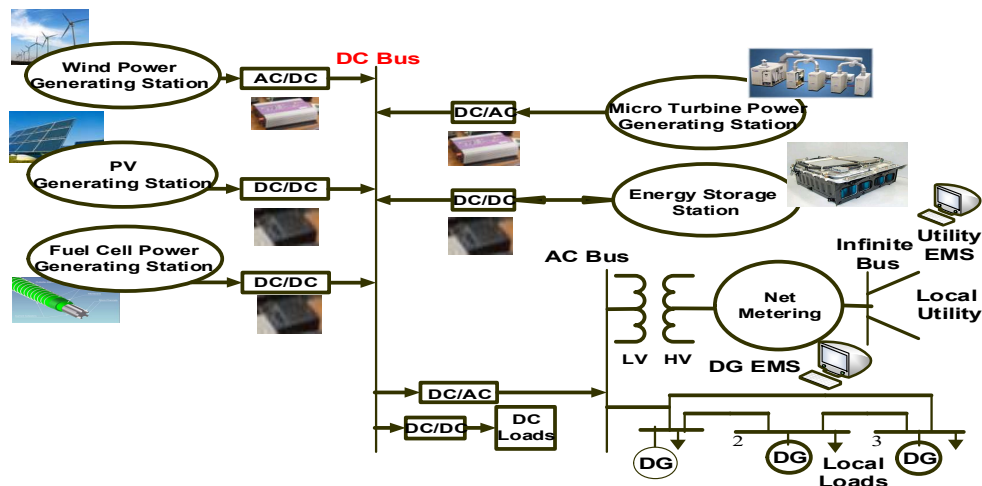 Wind Power
Generating Station
AC/DC
DC Bus
DC/AC
Micro Turbine Power
Generating Station
PV
Generating Station
DC/DC
DC/DC
Energy Storage
Station
Fuel Cell Power
Generating Station
DC/DC
AC Bus
Infinite
Bus
Utility
EMS
Net
Metering
Local
Utility
LV
HV
DG EMS
DC/AC
DC/DC
DC
Loads
2
3
DG
DG
DG
Local
Loads